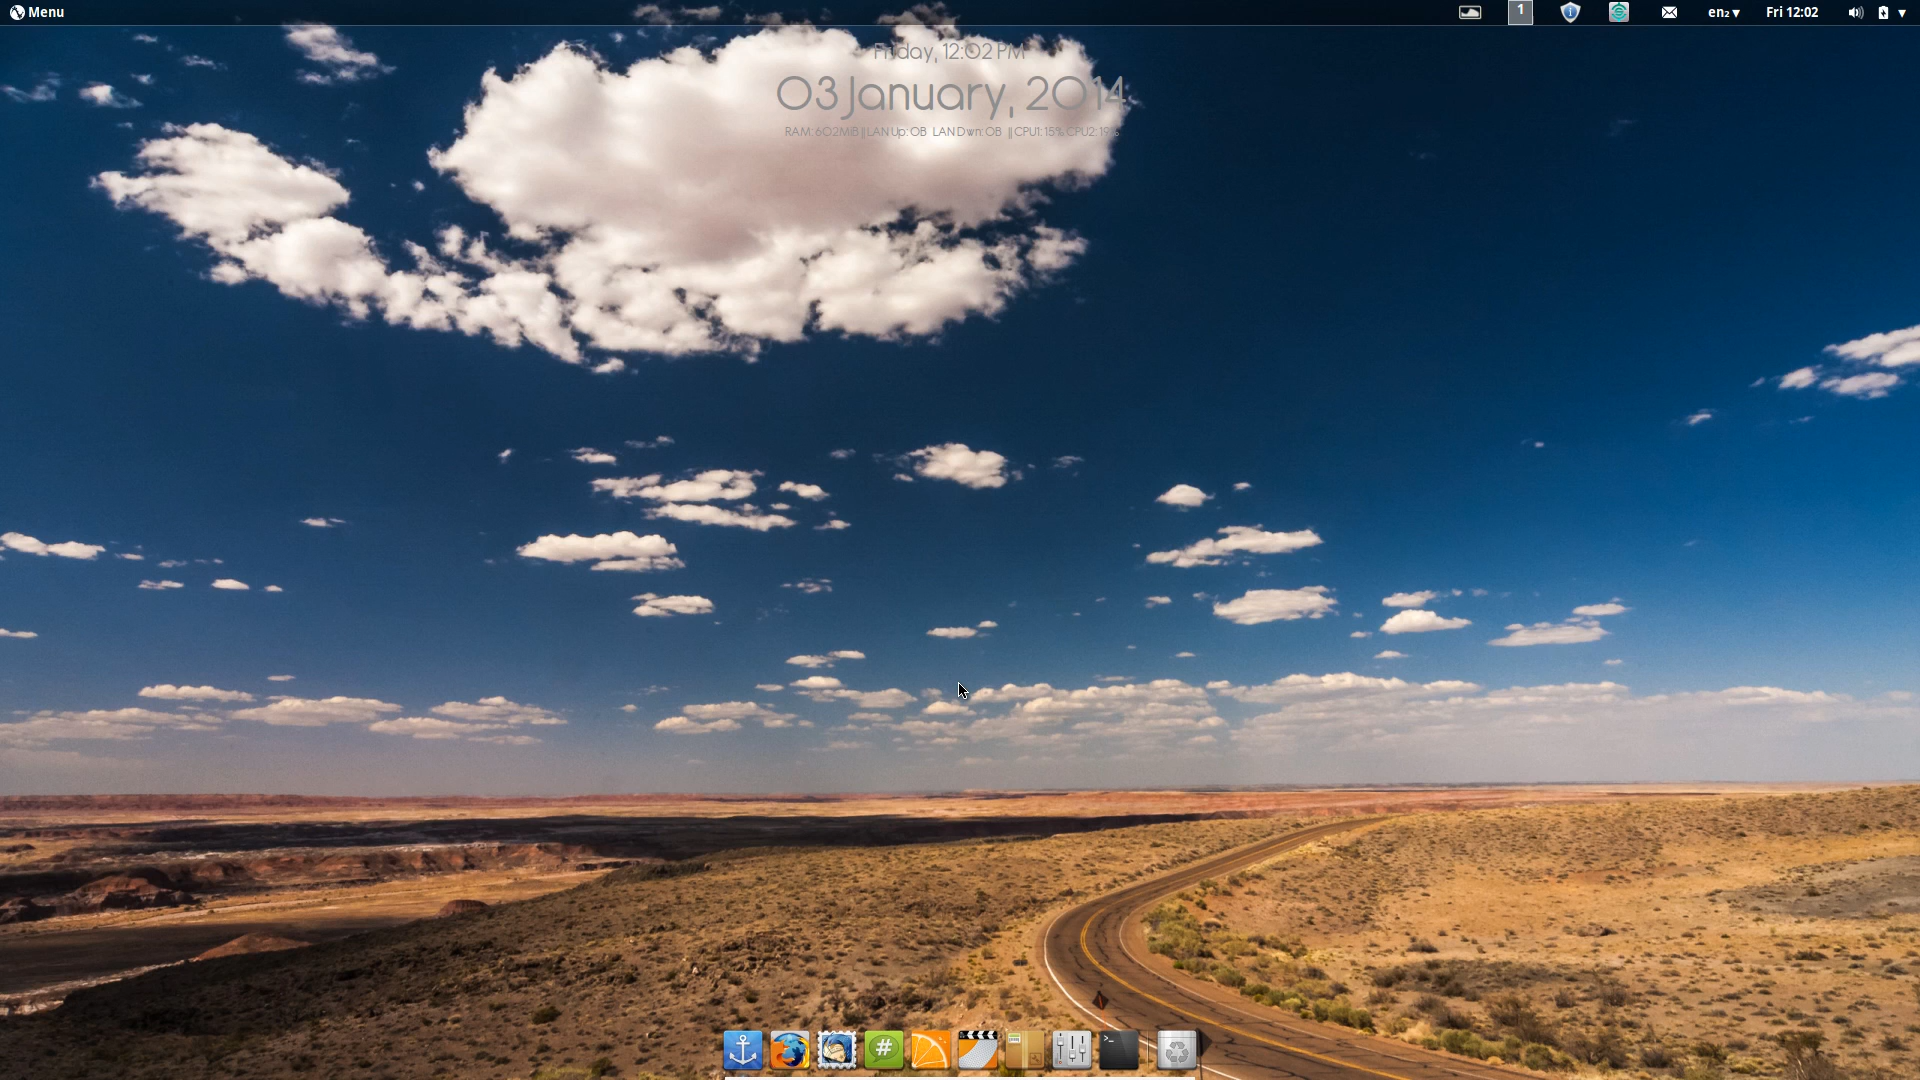 Menu
1
en₂
Fri 12:02
Friday, 12:02 PM
03 January, 2014
RAM: 602MiB || LAN Up: 0B LAN Dwn: 0B || CPU1: 15% CPU2: 19%
#
>_